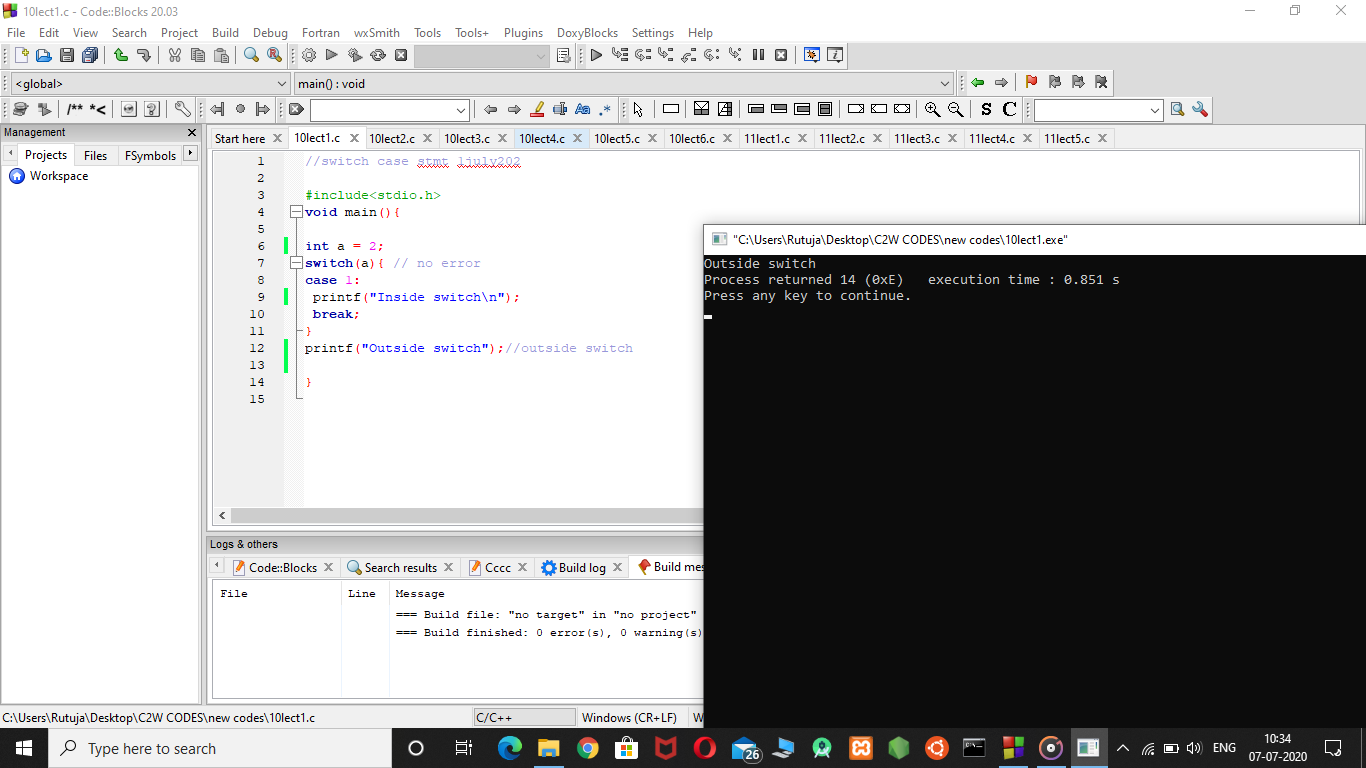 10lect1.c - Code::Blocks 20.03
File Edit View Search Project Build Debug Fortran wxSmith Tools Tools+ Plugins DoxyBlocks Settings Help
<global> main() : void
/** *< Aa .* S C
Management
Projects Files FSymbols
Workspace
Start here 10lect1.c 10lect2.c 10lect3.c 10lect4.c 10lect5.c 10lect6.c 11lect1.c 11lect2.c 11lect3.c 11lect4.c 11lect5.c
1 //switch case stmt 1july202
2
3 #include<stdio.h>
4 void main(){
5
6 int a = 2;
7 switch(a){ // no error
8 case 1:
9 printf("Inside switch\n");
10 break;
11 }
12 printf("Outside switch");//outside switch
13
14 }
15
"C:\Users\Rutuja\Desktop\C2W CODES\new codes\10lect1.exe"
Outside switch
Process returned 14 (0xE) execution time : 0.851 s
Press any key to continue.
Logs & others
Code::Blocks Search results Cccc Build log Build mes
File Line Message
=== Build file: "no target" in "no project"
=== Build finished: 0 error(s), 0 warning(s)
C:\Users\Rutuja\Desktop\C2W CODES\new codes\10lect1.c C/C++ Windows (CR+LF) W
Type here to search
26
ENG
10:34
07-07-2020